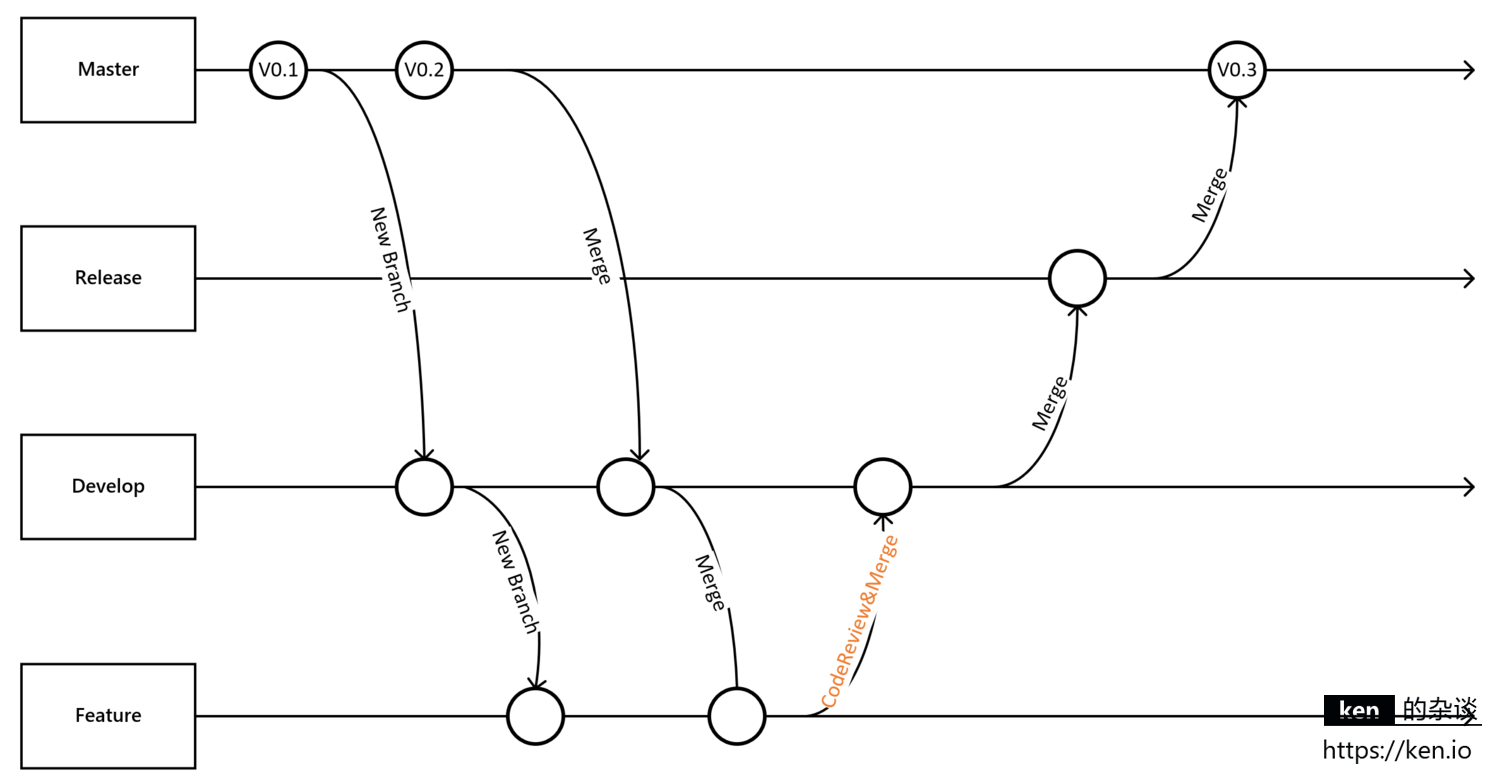 Master
V0.1
V0.2
V0.3
New Branch
Merge
Merge
Release
Merge
Develop
New Branch
Merge
CodeReview&Merge
Feature
ken 的杂谈
https://ken.io